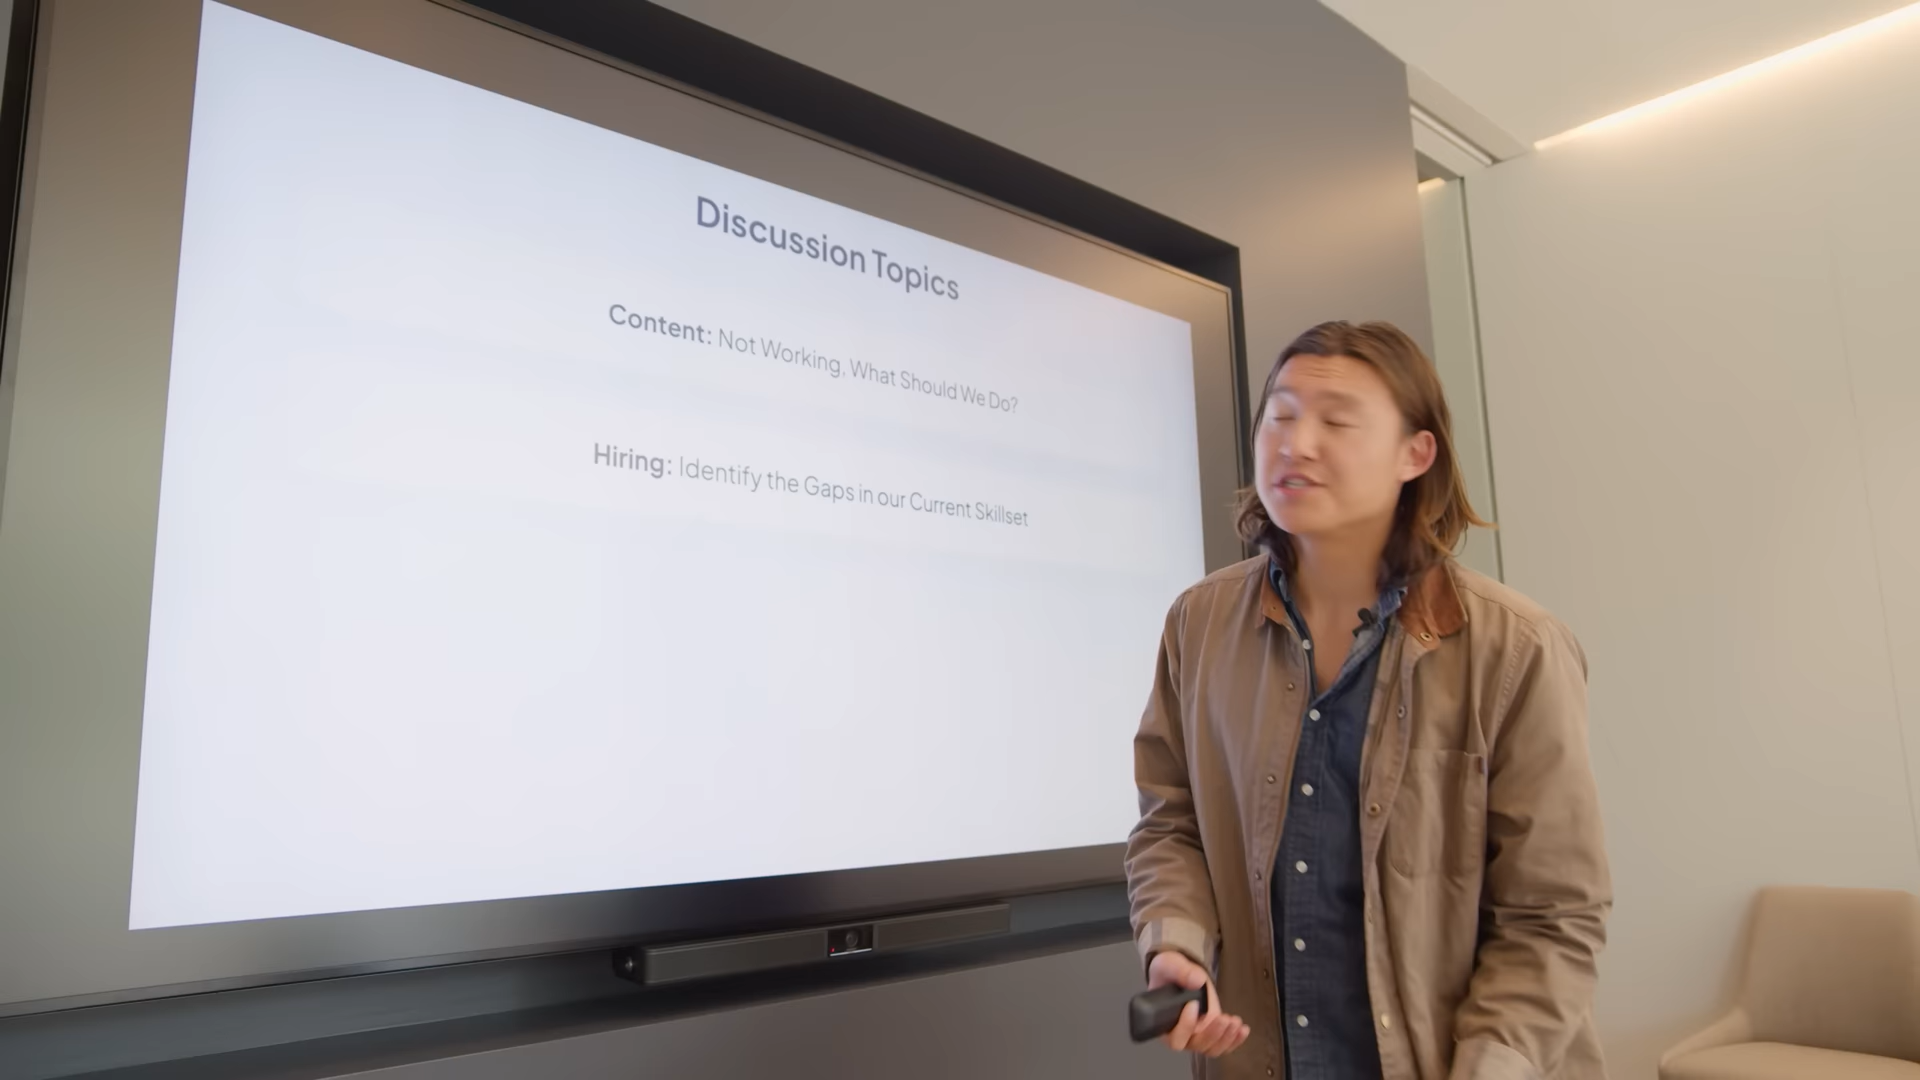 Discussion Topics
Content: Not Working, What Should We Do?
Hiring: Identify the Gaps in our Current Skillset